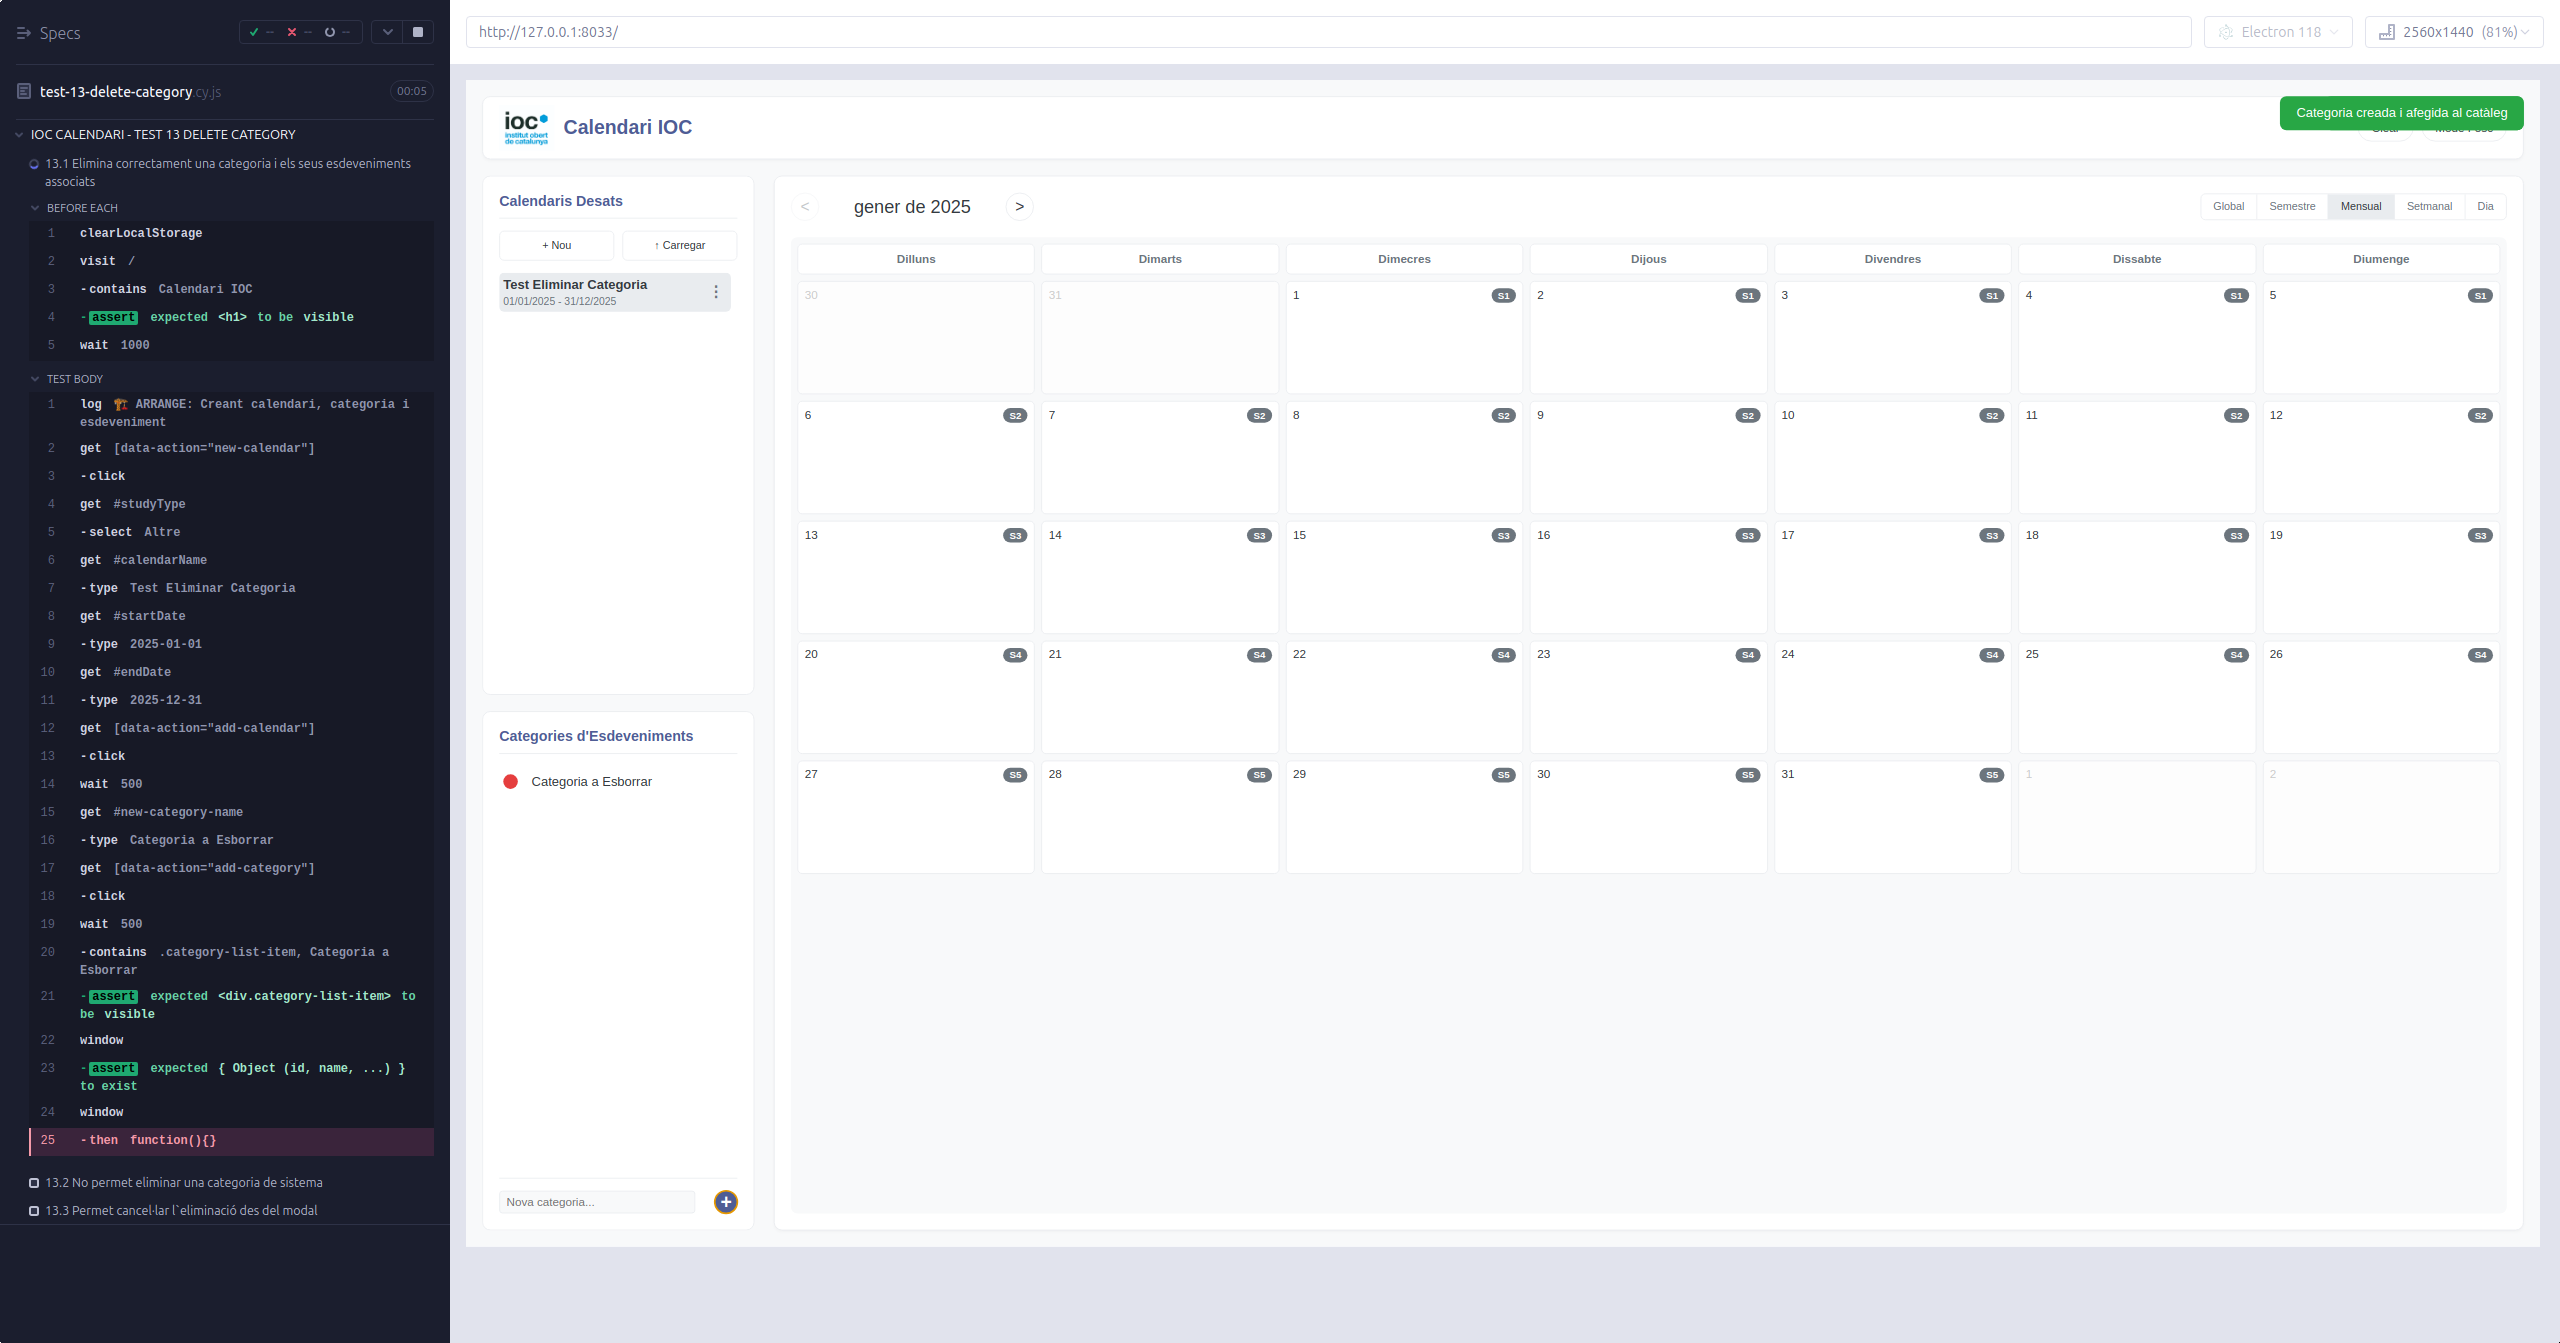 Specs
-- -- --
test-13-delete-category.cy.js
00:05
IOC CALENDARI - TEST 13 DELETE CATEGORY
13.1 Elimina correctament una categoria i els seus esdeveniments
associats
BEFORE EACH
1 clearLocalStorage
2 visit /
3 -contains Calendari IOC
4 -assert expected <h1> to be visible
5 wait 1000
TEST BODY
1 log ARRANGE: Creant calendari, categoria i
esdeveniment
2 get [data-action="new-calendar"]
3 -click
4 get #studyType
5 -select Altre
6 get #calendarName
7 -type Test Eliminar Categoria
8 get #startDate
9 -type 2025-01-01
10 get #endDate
11 -type 2025-12-31
12 get [data-action="add-calendar"]
13 -click
14 wait 500
15 get #new-category-name
16 -type Categoria a Esborrar
17 get [data-action="add-category"]
18 -click
19 wait 500
20 -contains .category-list-item, Categoria a
Esborrar
21 -assert expected <div.category-list-item> to
be visible
22 window
23 -assert expected { Object (id, name, ...) }
to exist
24 window
25 -then function(){}
13.2 No permet eliminar una categoria de sistema
13.3 Permet cancel·lar l`eliminació des del modal
http://127.0.0.1:8033/
Electron 118
2560x1440 (81%)
ioc
institut obert
de catalunya
Calendari IOC
Categoria creada i afegida al catàleg
Calendaris Desats
+ Nou
↑ Carregar
Test Eliminar Categoria
01/01/2025 - 31/12/2025
Categories d'Esdeveniments
Categoria a Esborrar
Nova categoria...
+
< gener de 2025 >
Global Semestre Mensual Setmanal Dia
Dilluns Dimarts Dimecres Dijous Divendres Dissabte Diumenge
30 31 1 S1 2 S1 3 S1 4 S1 5 S1
6 S2 7 S2 8 S2 9 S2 10 S2 11 S2 12 S2
13 S3 14 S3 15 S3 16 S3 17 S3 18 S3 19 S3
20 S4 21 S4 22 S4 23 S4 24 S4 25 S4 26 S4
27 S5 28 S5 29 S5 30 S5 31 S5 1 2